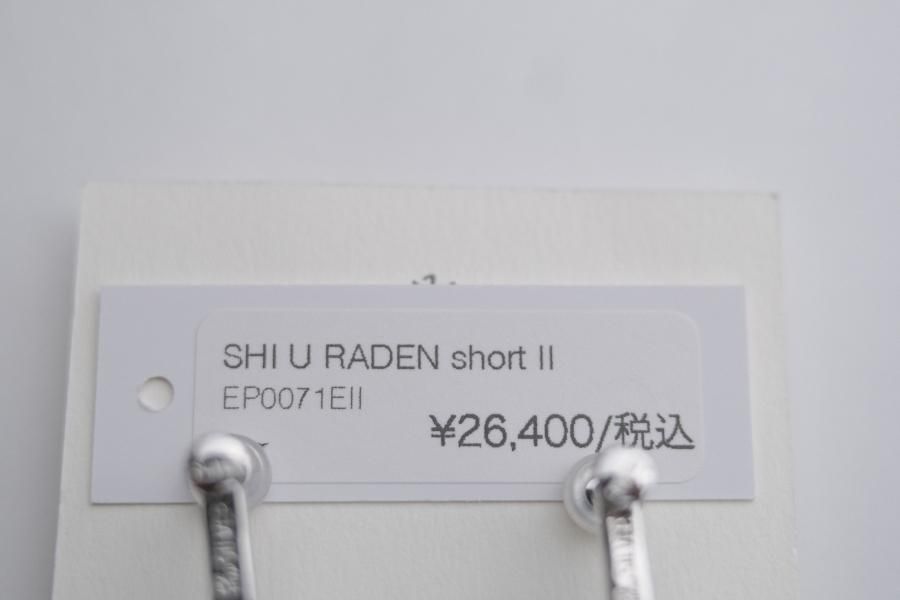 SHI U RADEN short II
EP0071EII
¥26,400/税込